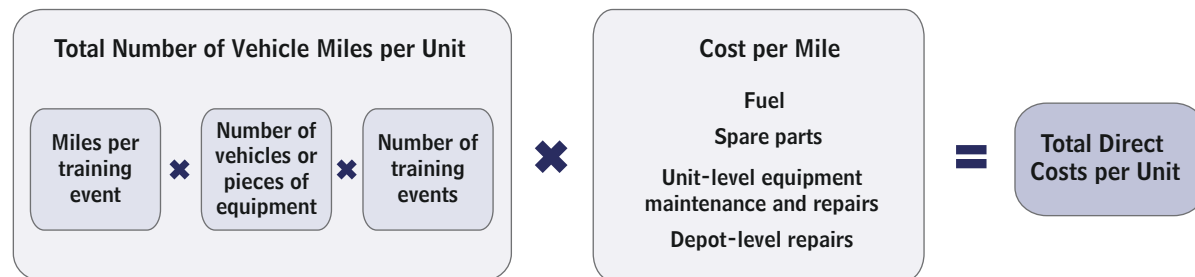 Total Number of Vehicle Miles per Unit
Miles per
training
event
✖
Number of
vehicles or
pieces of
equipment
✖
Number of
training
events
✖
Cost per Mile
Fuel
Spare parts
Unit-level equipment
maintenance and repairs
Depot-level repairs
=
Total Direct
Costs per Unit